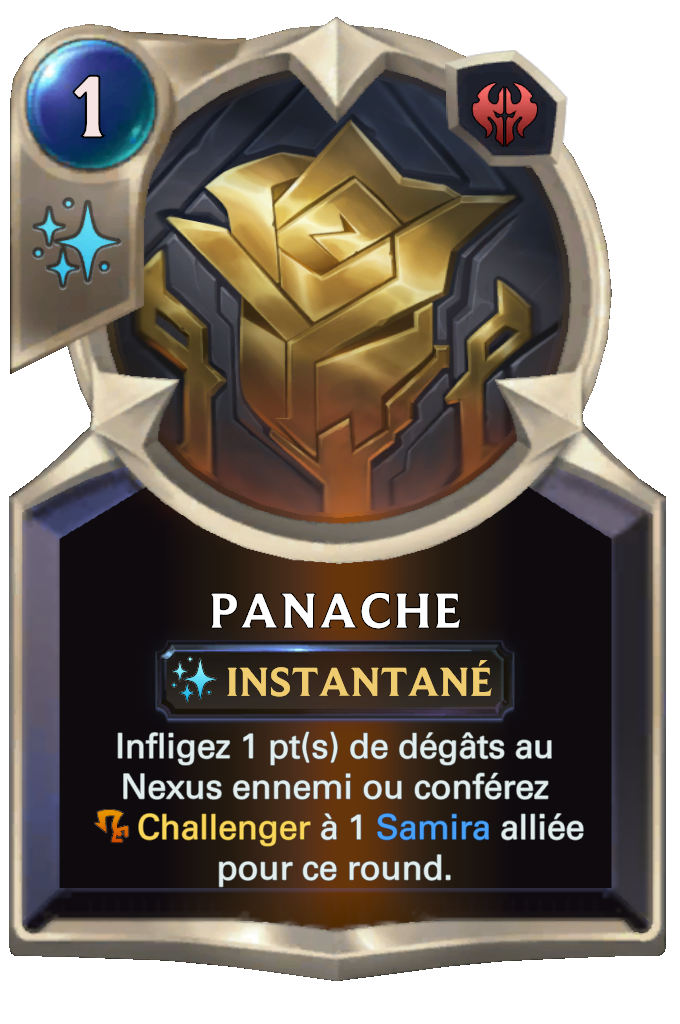 1
PANACHE
INSTANTANÉ
Infligez 1 pt(s) de dégâts au
Nexus ennemi ou conférez
Challenger à 1 Samira alliée
pour ce round.